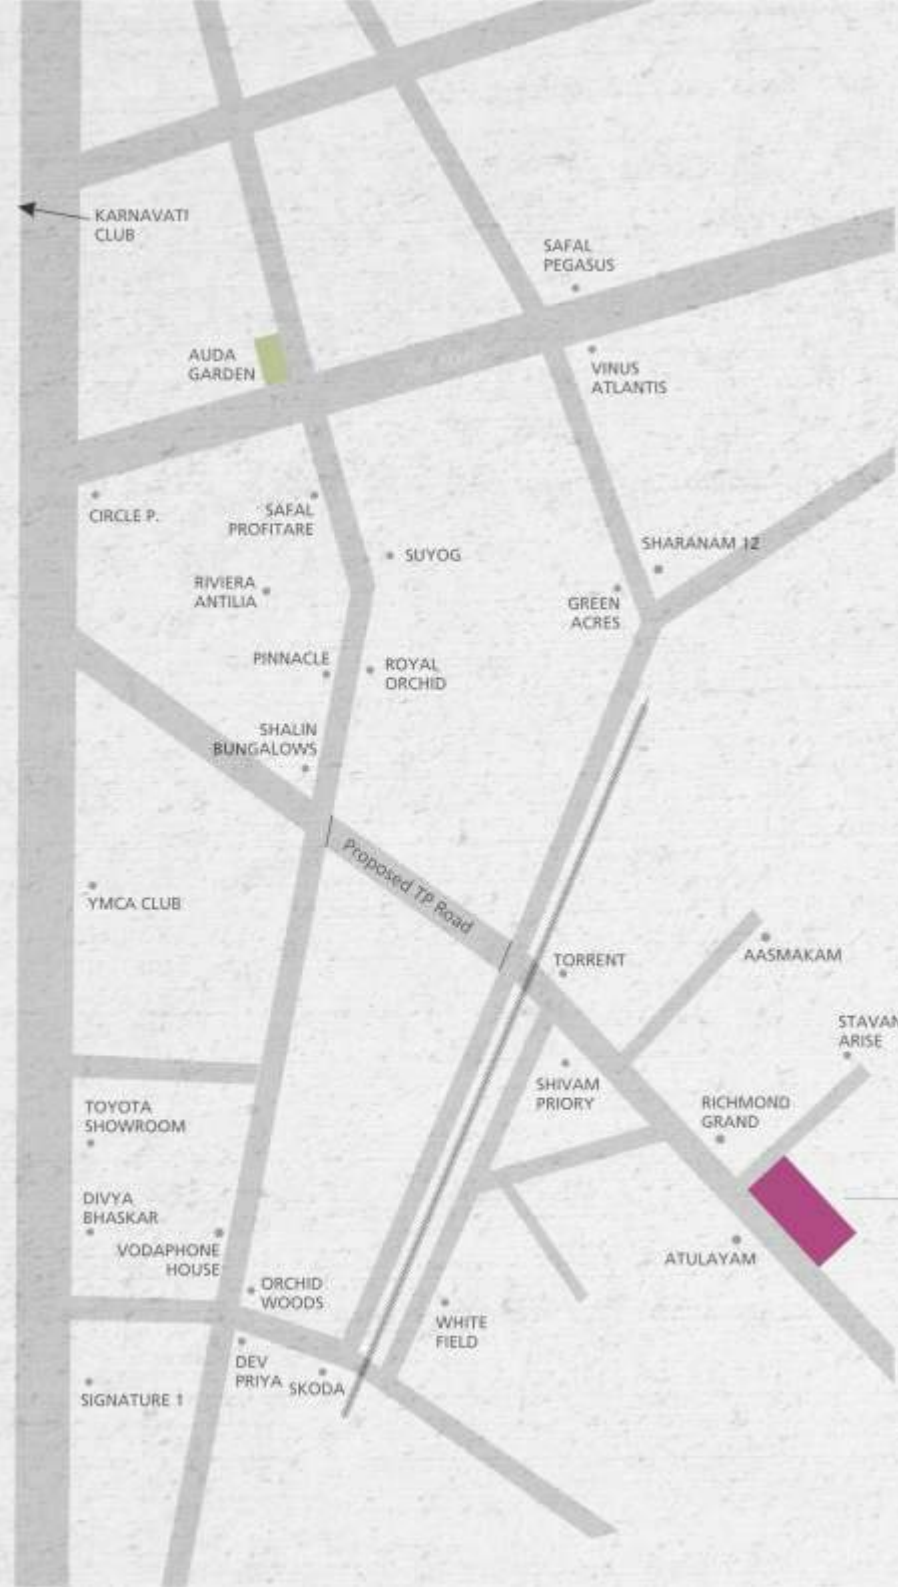 KARNAVATI
CLUB
SAFAL
PEGASUS
AUDA
GARDEN
VINUS
ATLANTIS
CIRCLE P.
SAFAL
PROFITARE
SUYOG
SHARANAM 12
RIVIERA
ANTILIA
GREEN
ACRES
PINNACLE
ROYAL
ORCHID
SHALIN
BUNGALOWS
Proposed TP Road
YMCA CLUB
TORRENT
AASMAKAM
STAVAN
ARISE
SHIVAM
PRIORY
RICHMOND
GRAND
TOYOTA
SHOWROOM
DIVYA
BHASKAR
VODAPHONE
HOUSE
ATULAYAM
ORCHID
WOODS
WHITE
FIELD
DEV
PRIYA
SKODA
SIGNATURE 1